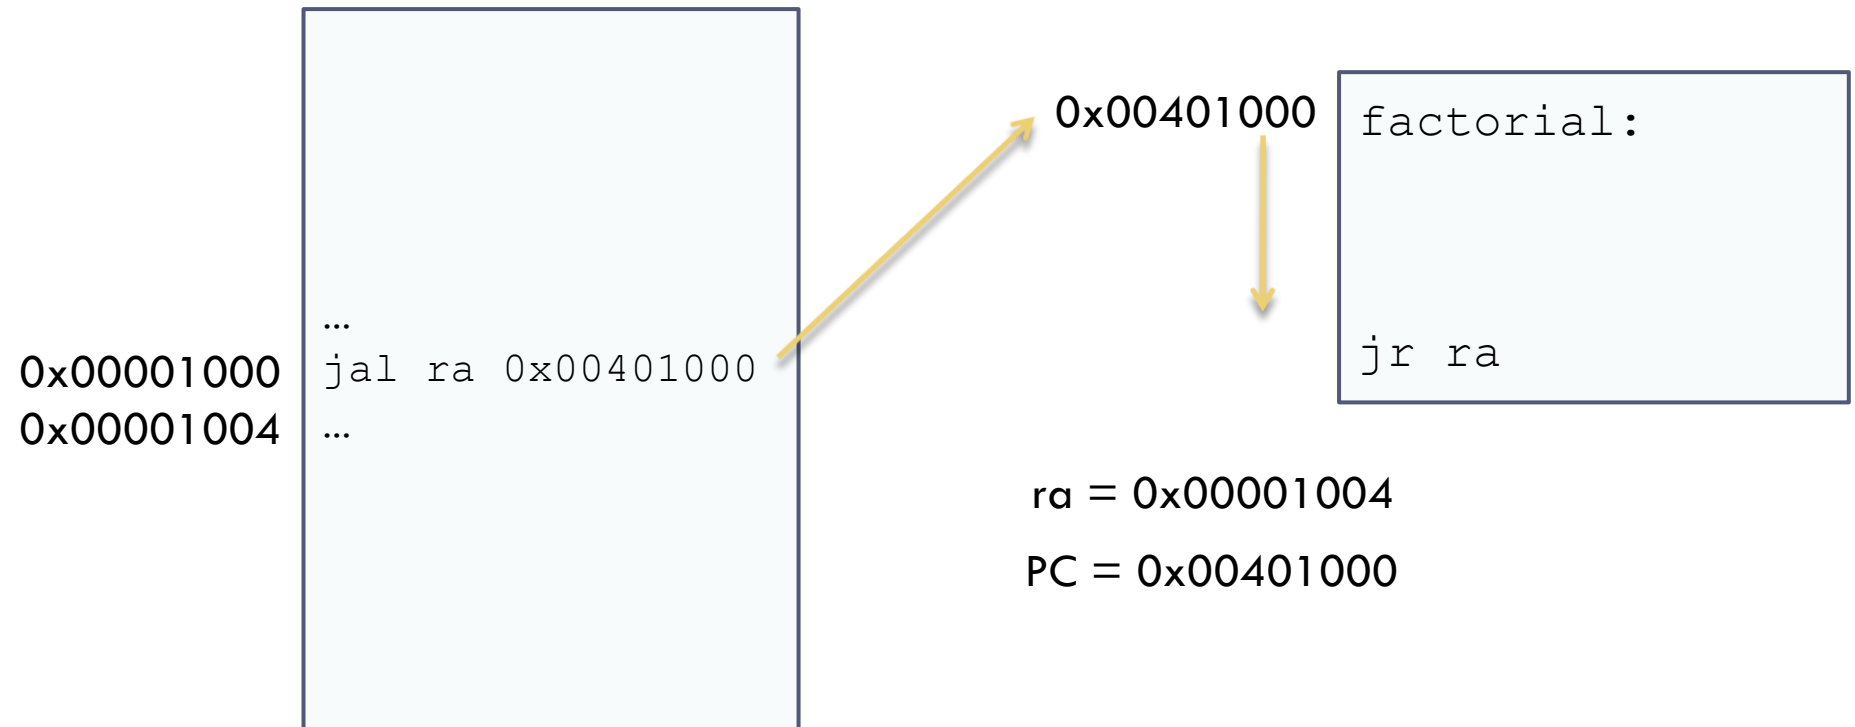 …
0x00001000 jal ra 0x00401000
0x00001004 …
0x00401000 factorial:
jr ra
ra = 0x00001004
PC = 0x00401000